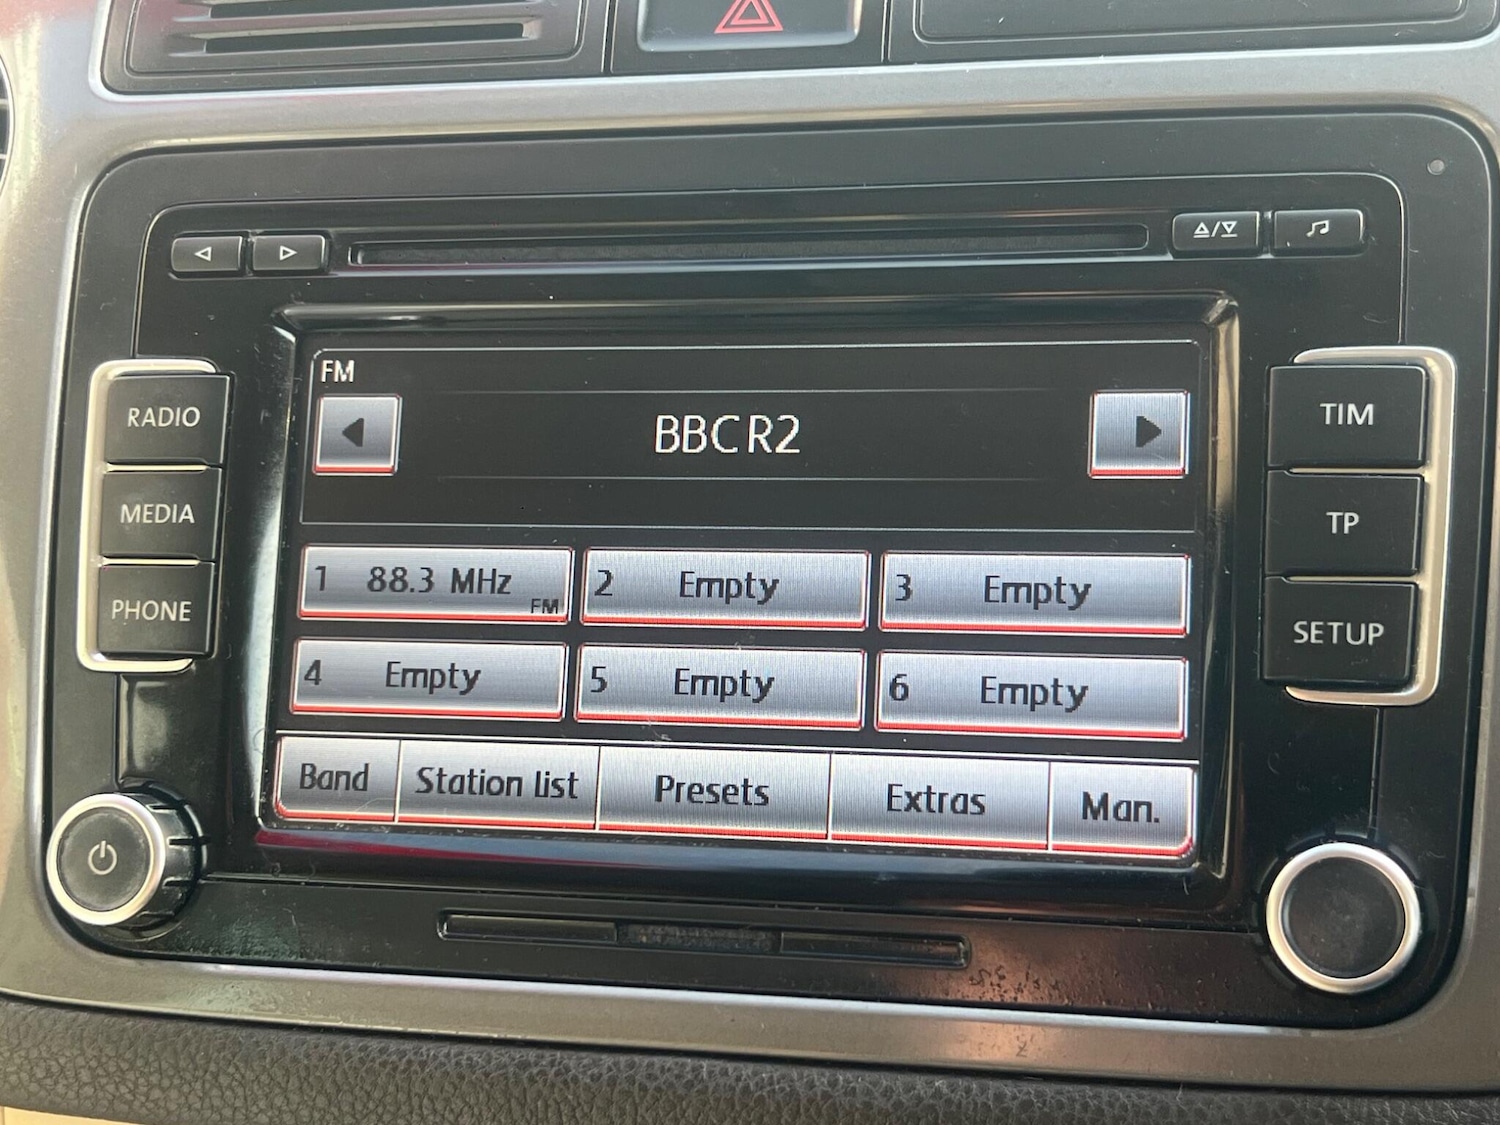 FM
BBC R2
RADIO
MEDIA
PHONE
TIM
TP
SETUP
1 88.3 MHz FM
2 Empty
3 Empty
4 Empty
5 Empty
6 Empty
Band
Station list
Presets
Extras
Man.